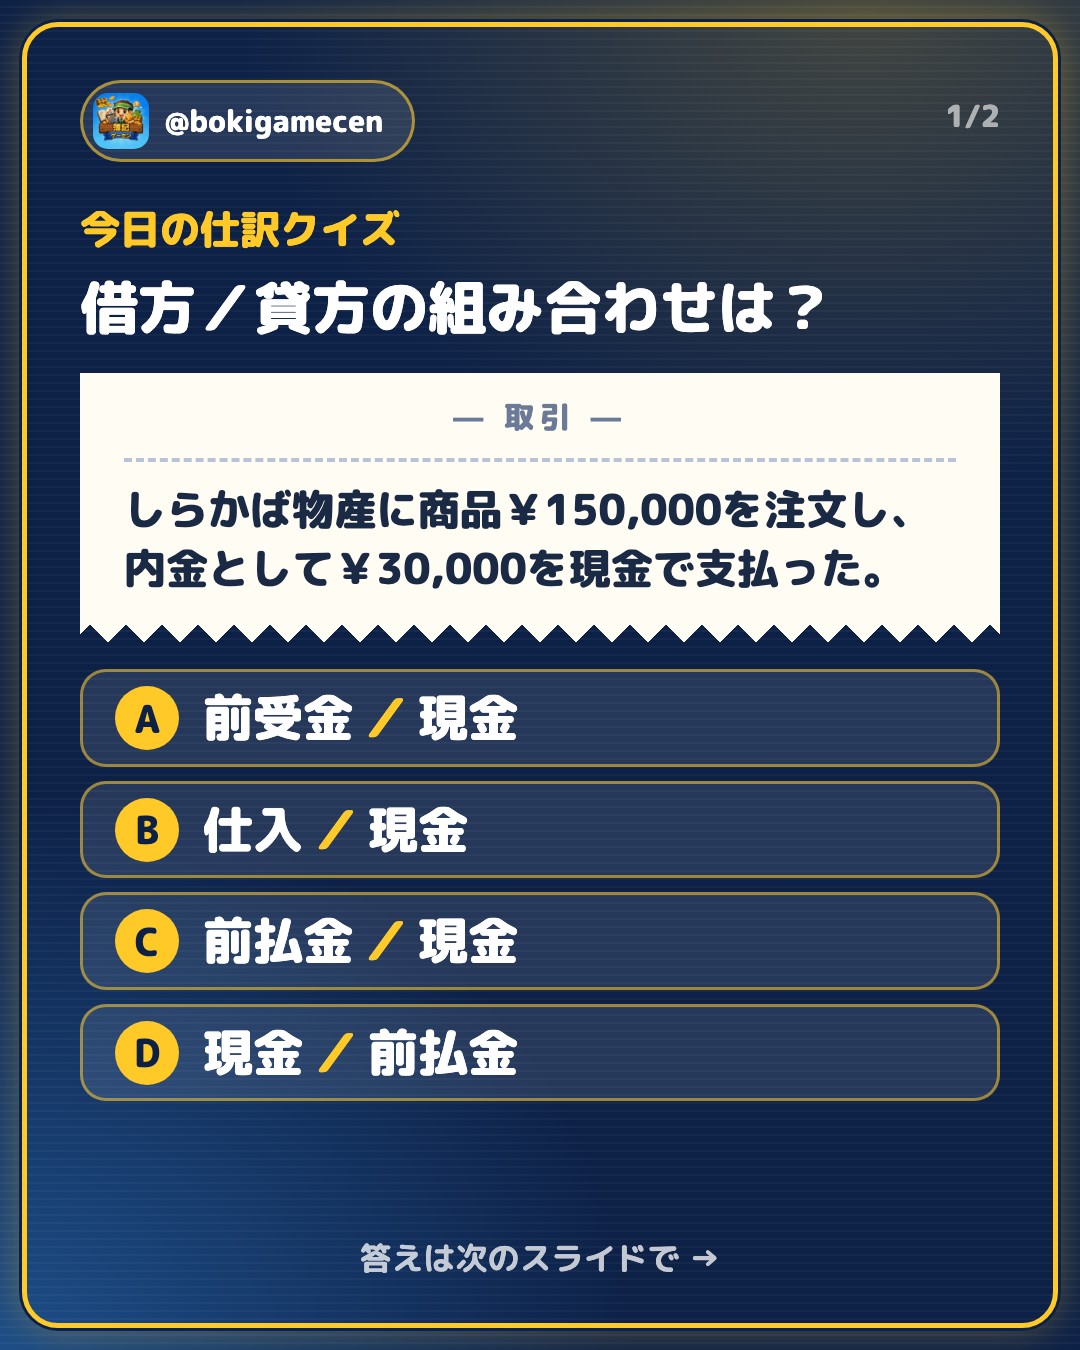 @bokigamecen
1/2
今日の仕訳クイズ
借方／貸方の組み合わせは？
— 取引 —
しらかば物産に商品￥150,000を注文し、
内金として￥30,000を現金で支払った。
A 前受金 / 現金
B 仕入 / 現金
C 前払金 / 現金
D 現金 / 前払金
答えは次のスライドで →